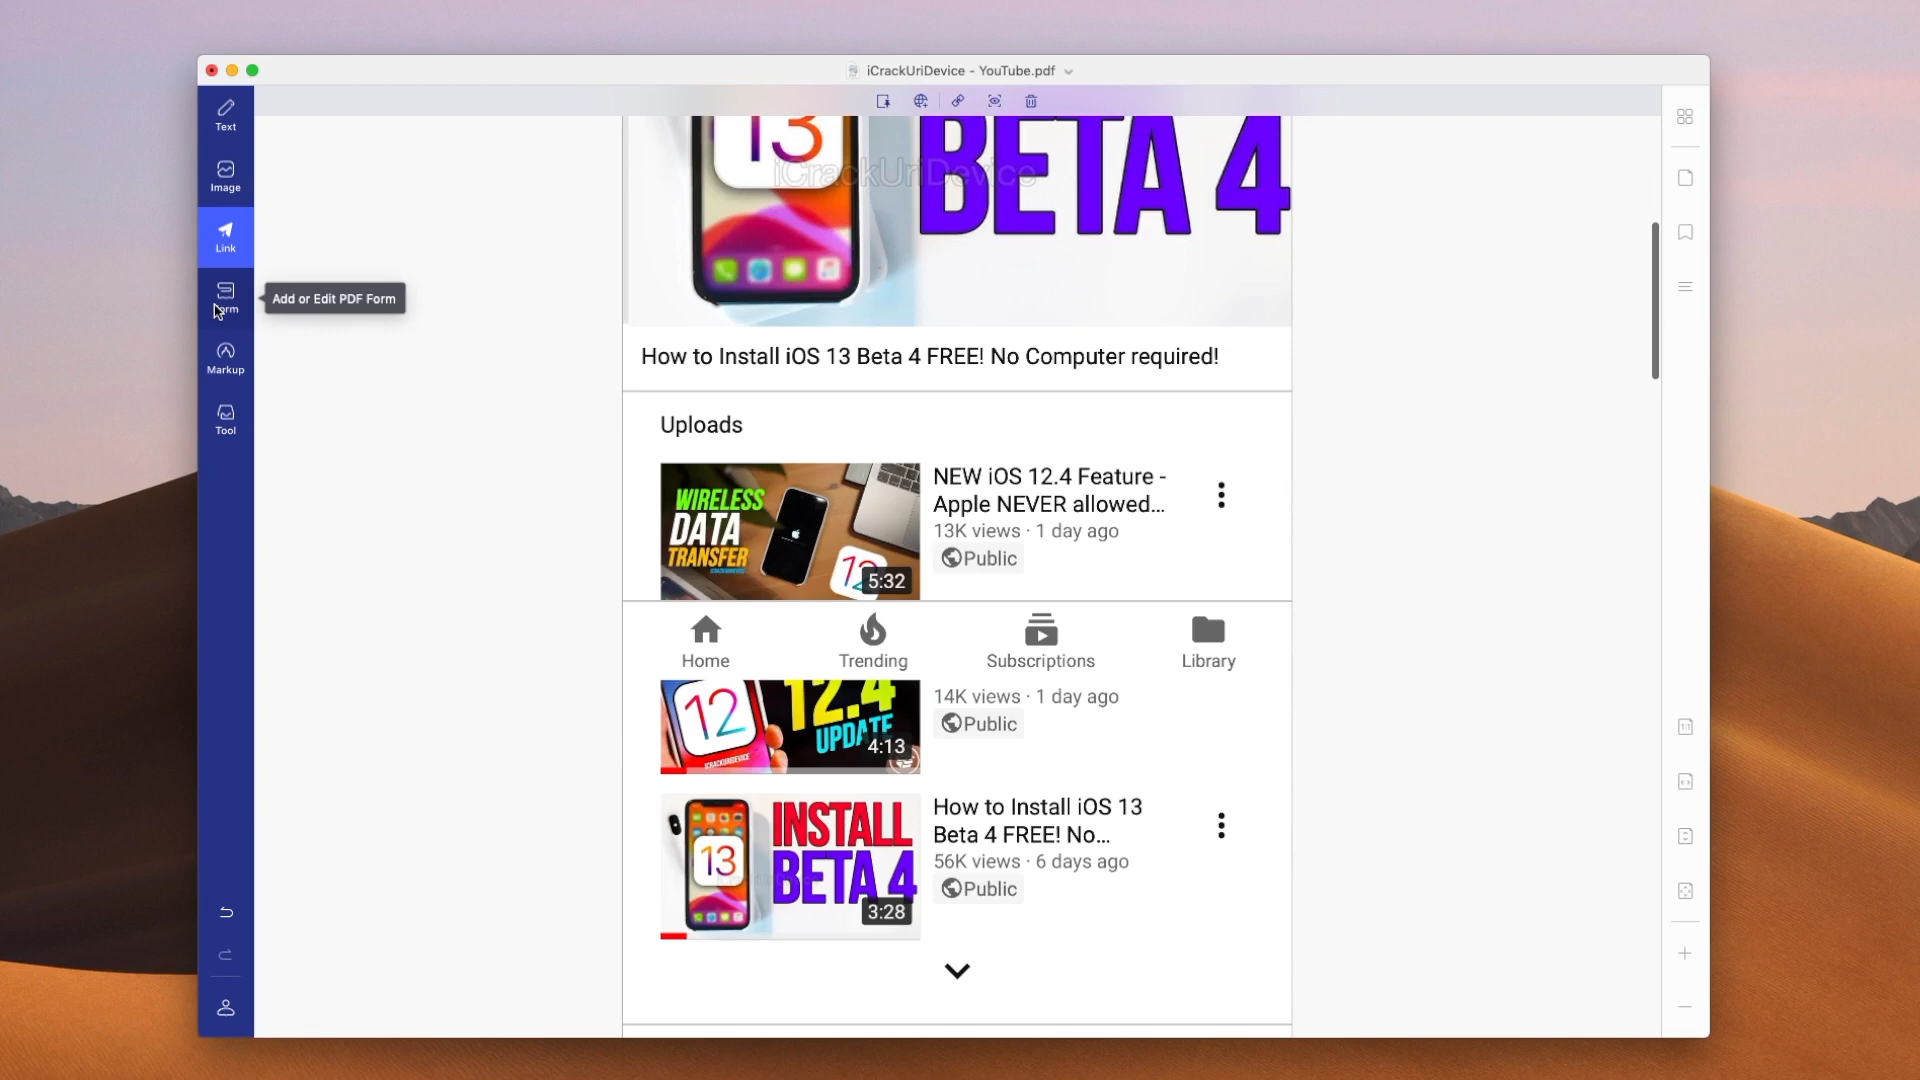 iCrackUriDevice - YouTube.pdf
Text
Image
Link
Form
Add or Edit PDF Form
Markup
Tool
13
BETA 4
iCrackUriDevice
How to Install iOS 13 Beta 4 FREE! No Computer required!
Uploads
WIRELESS
DATA
TRANSFER
12
5:32
NEW iOS 12.4 Feature -
Apple NEVER allowed...
13K views · 1 day ago
Public
Home
Trending
Subscriptions
Library
12
12.4
UPDATE
ICRACKURIDEVICE
4:13
14K views · 1 day ago
Public
13
INSTALL
BETA 4
3:28
How to Install iOS 13
Beta 4 FREE! No...
56K views · 6 days ago
Public